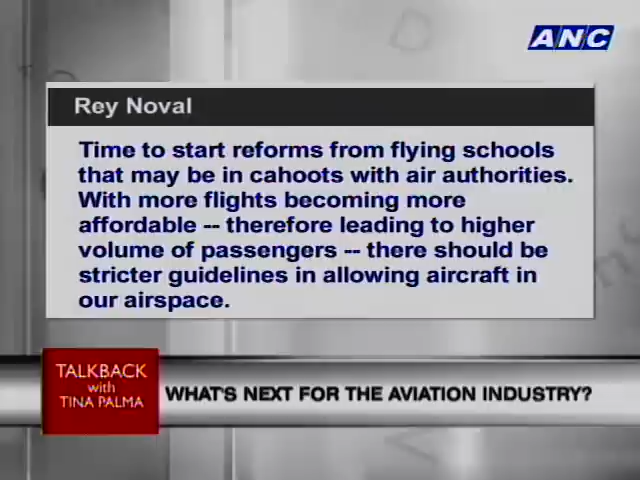 ANC
Rey Noval
Time to start reforms from flying schools
that may be in cahoots with air authorities.
With more flights becoming more
affordable -- therefore leading to higher
volume of passengers -- there should be
stricter guidelines in allowing aircraft in
our airspace.
TALKBACK
with
TINA PALMA
WHAT'S NEXT FOR THE AVIATION INDUSTRY?